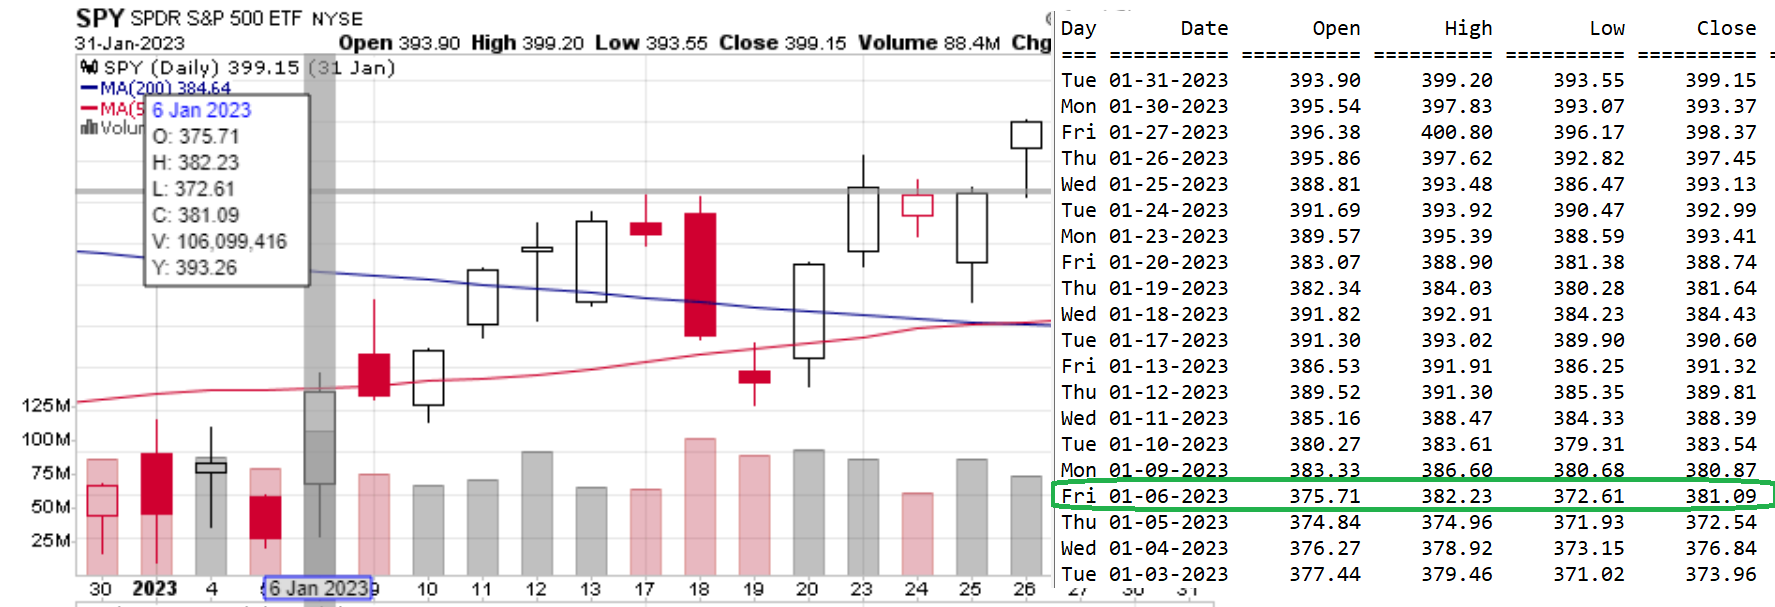 SPY SPDR S&P 500 ETF NYSE
31-Jan-2023 Open 393.90 High 399.20 Low 393.55 Close 399.15 Volume 88.4M Chg
SPY (Daily) 399.15 (31 Jan)
MA(200) 384.64
MA(5
Volum
6 Jan 2023
O: 375.71
H: 382.23
L: 372.61
C: 381.09
V: 106,099,416
Y: 393.26
125M
100M
75M
50M
25M
30 2023 4 6 Jan 2023 9 10 11 12 13 17 18 19 20 23 24 25 26 27 30 31
Day Date Open High Low Close
=== ========== ========== ========== ========== ==========
Tue 01-31-2023 393.90 399.20 393.55 399.15
Mon 01-30-2023 395.54 397.83 393.07 393.37
Fri 01-27-2023 396.38 400.80 396.17 398.37
Thu 01-26-2023 395.86 397.62 392.82 397.45
Wed 01-25-2023 388.81 393.48 386.47 393.13
Tue 01-24-2023 391.69 393.92 390.47 392.99
Mon 01-23-2023 389.57 395.39 388.59 393.41
Fri 01-20-2023 383.07 388.90 381.38 388.74
Thu 01-19-2023 382.34 384.03 380.28 381.64
Wed 01-18-2023 391.82 392.91 384.23 384.43
Tue 01-17-2023 391.30 393.02 389.90 390.60
Fri 01-13-2023 386.53 391.91 386.25 391.32
Thu 01-12-2023 389.52 391.30 385.35 389.81
Wed 01-11-2023 385.16 388.47 384.33 388.39
Tue 01-10-2023 380.27 383.61 379.31 383.54
Mon 01-09-2023 383.33 386.60 380.68 380.87
Fri 01-06-2023 375.71 382.23 372.61 381.09
Thu 01-05-2023 374.84 374.96 371.93 372.54
Wed 01-04-2023 376.27 378.92 373.15 376.84
Tue 01-03-2023 377.44 379.46 371.02 373.96